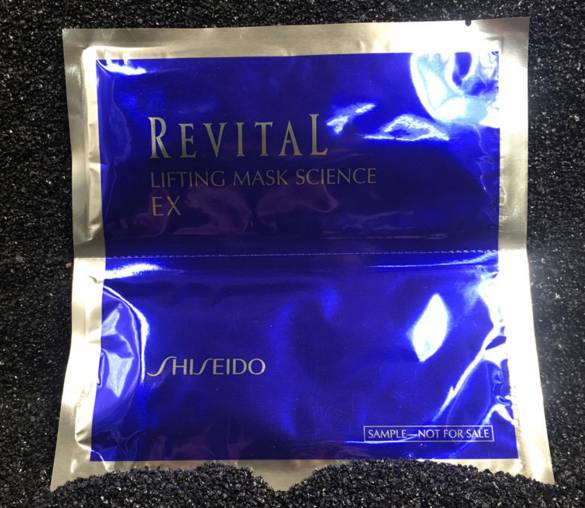 REVITAL
LIFTING MASK SCIENCE
EX
SHISEIDO
SAMPLE—NOT FOR SALE